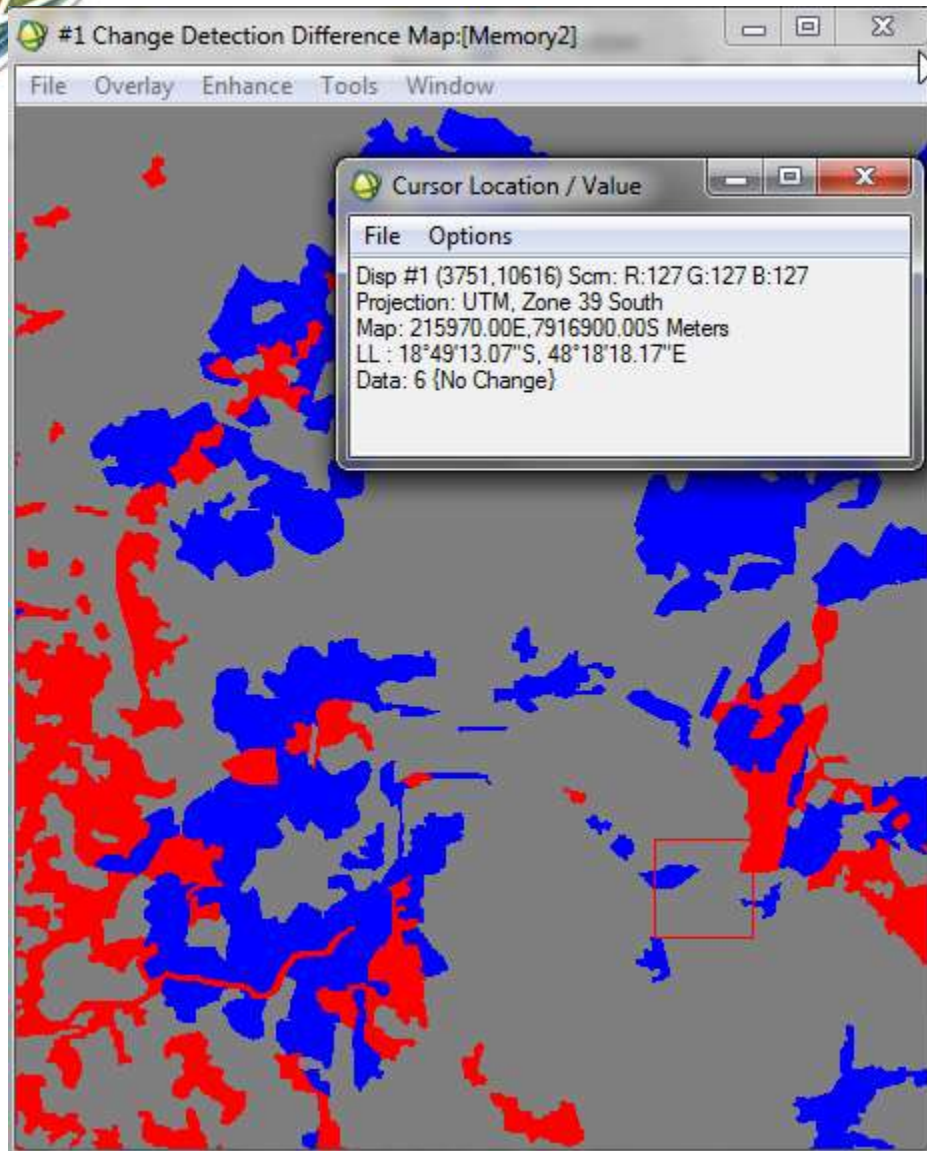 #1 Change Detection Difference Map:[Memory2]
File Overlay Enhance Tools Window
Cursor Location / Value
File Options
Disp #1 (3751,10616) Scrn: R:127 G:127 B:127
Projection: UTM, Zone 39 South
Map: 215970.00E,7916900.00S Meters
LL : 18°49'13.07"S, 48°18'18.17"E
Data: 6 {No Change}